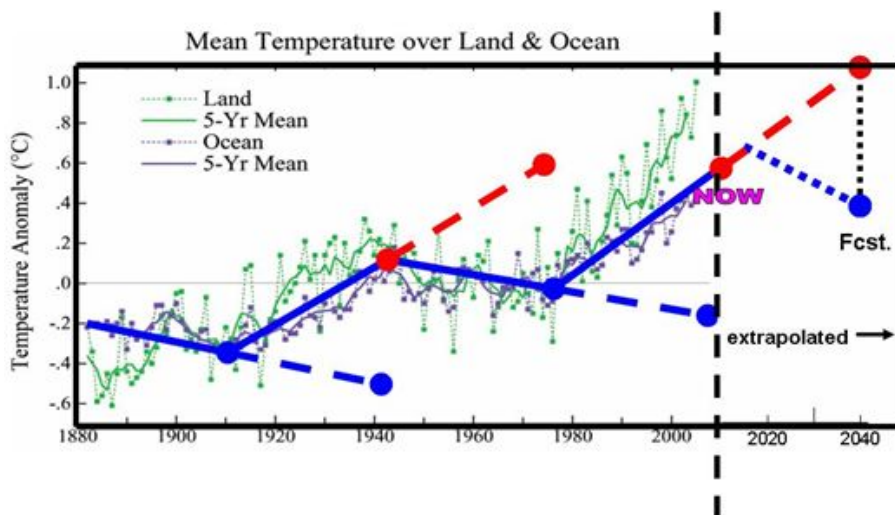 Mean Temperature over Land & Ocean
Temperature Anomaly (°C)
1.0
.8
.6
.4
.2
.0
-.2
-.4
-.6
Land
5-Yr Mean
Ocean
5-Yr Mean
NOW
Fcst.
extrapolated
1880 1900 1920 1940 1960 1980 2000 2020 2040